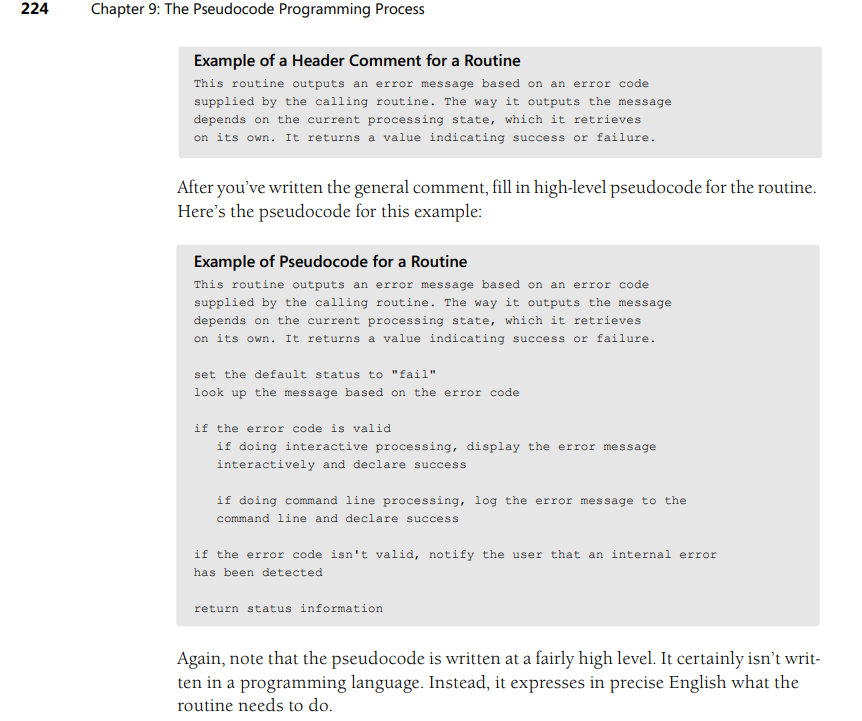 224 Chapter 9: The Pseudocode Programming Process
Example of a Header Comment for a Routine
This routine outputs an error message based on an error code
supplied by the calling routine. The way it outputs the message
depends on the current processing state, which it retrieves
on its own. It returns a value indicating success or failure.
After you've written the general comment, fill in high-level pseudocode for the routine.
Here's the pseudocode for this example:
Example of Pseudocode for a Routine
This routine outputs an error message based on an error code
supplied by the calling routine. The way it outputs the message
depends on the current processing state, which it retrieves
on its own. It returns a value indicating success or failure.
set the default status to "fail"
look up the message based on the error code
if the error code is valid
if doing interactive processing, display the error message
interactively and declare success
if doing command line processing, log the error message to the
command line and declare success
if the error code isn't valid, notify the user that an internal error
has been detected
return status information
Again, note that the pseudocode is written at a fairly high level. It certainly isn't writ-
ten in a programming language. Instead, it expresses in precise English what the
routine needs to do.